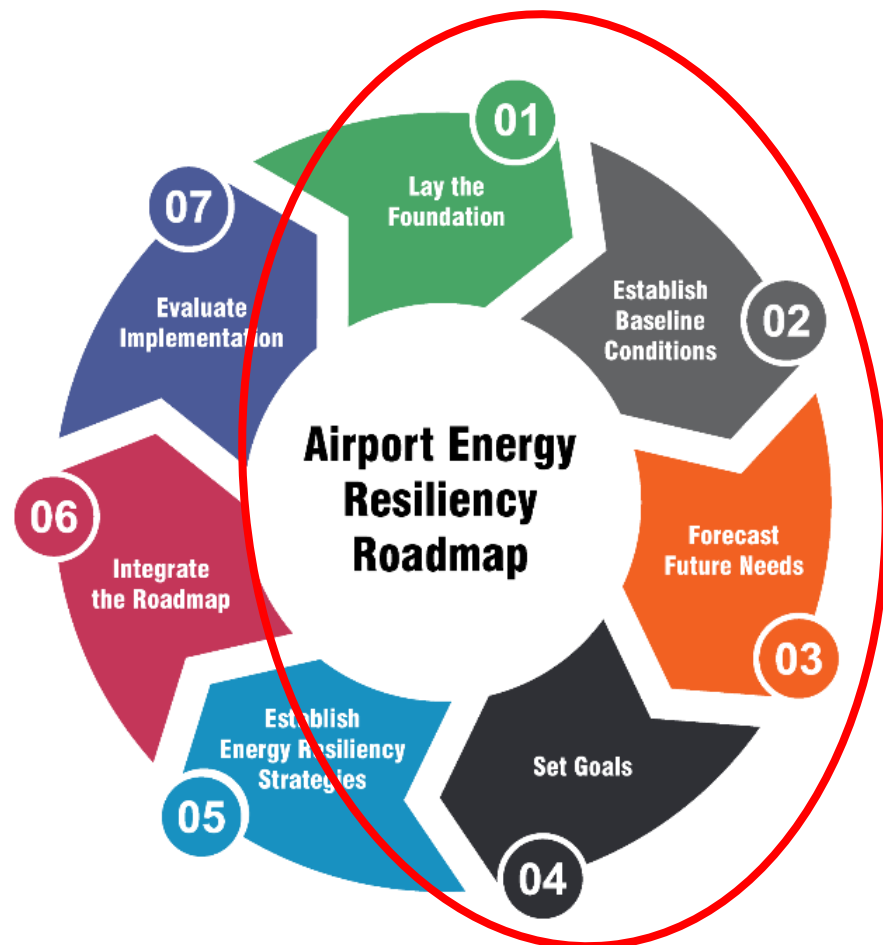 Airport Energy
Resiliency
Roadmap
01
Lay the
Foundation
02
Establish
Baseline
Conditions
03
Forecast
Future Needs
04
Set Goals
05
Establish
Energy Resiliency
Strategies
06
Integrate
the Roadmap
07
Evaluate
Implementation